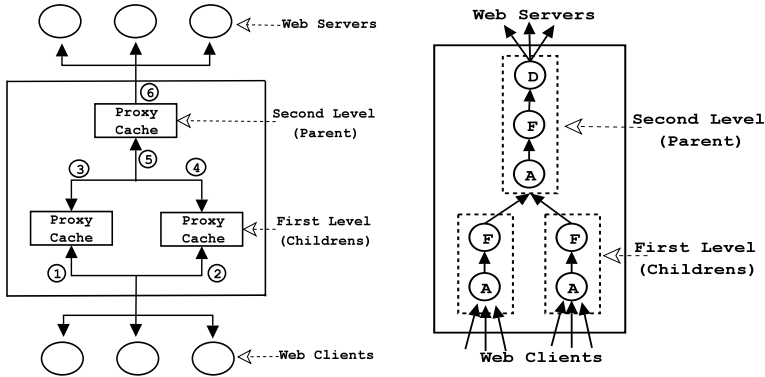 Web Servers
6
Proxy
Cache
Second Level
(Parent)
5
3
4
Proxy
Cache
Proxy
Cache
First Level
(Childrens)
1
2
Web Clients
Web Servers
D
F
A
Second Level
(Parent)
F
F
A
A
First Level
(Childrens)
Web Clients